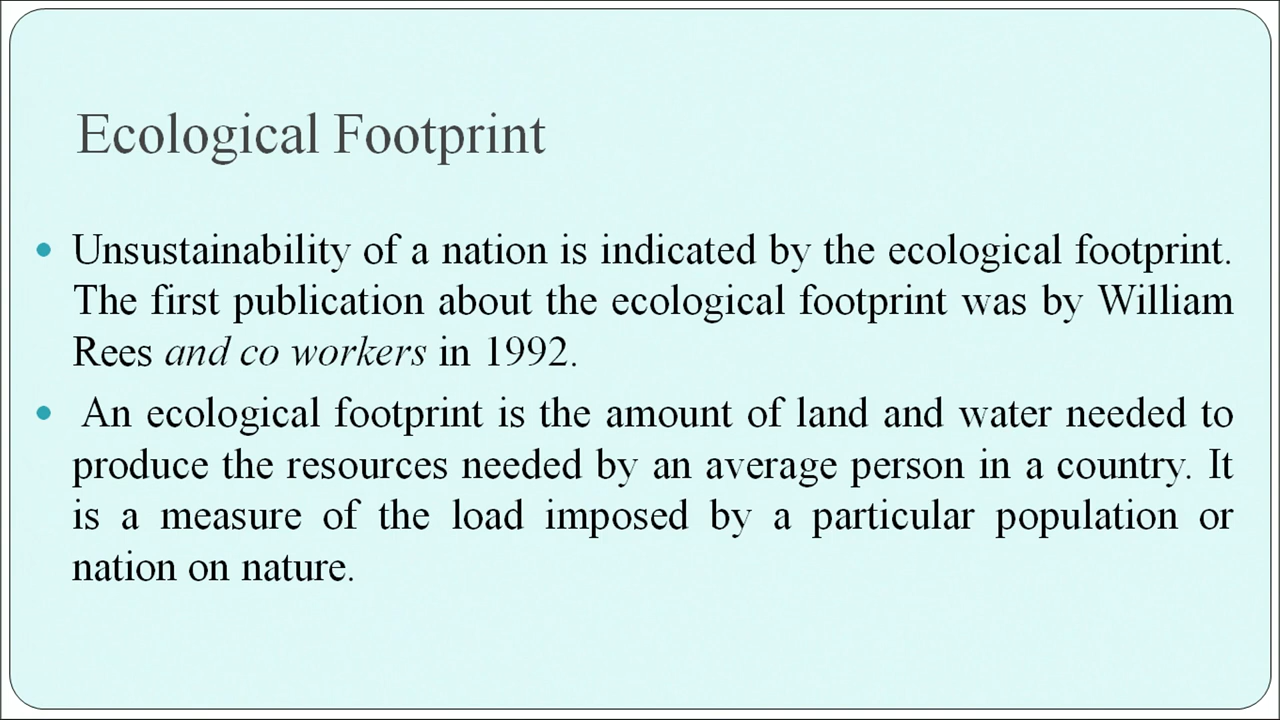 Ecological Footprint
Unsustainability of a nation is indicated by the ecological footprint.
The first publication about the ecological footprint was by William
Rees and co workers in 1992.
An ecological footprint is the amount of land and water needed to
produce the resources needed by an average person in a country. It
is a measure of the load imposed by a particular population or
nation on nature.